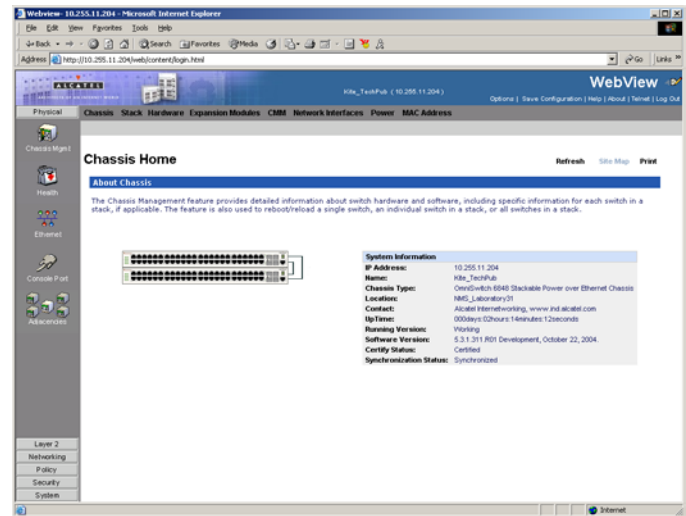 Webview- 10.255.11.204 - Microsoft Internet Explorer
File Edit View Favorites Tools Help
Back Search Favorites Media
Address http://10.255.11.204/web/content/login.html Go Links »
ALCATEL
Kite_TechPub ( 10.255.11.204 )
WebView
Options | Save Configuration | Help | About | Telnet | Log Out
Physical
Chassis Stack Hardware Expansion Modules CMM Network Interfaces Power MAC Address
Chassis Mgmt
Health
Ethernet
Console Port
Adjacencies
Chassis Home
Refresh Site Map Print
About Chassis
The Chassis Management feature provides detailed information about switch hardware and software, including specific information for each switch in a
stack, if applicable. The feature is also used to reboot/reload a single switch, an individual switch in a stack, or all switches in a stack.
System Information
IP Address: 10.255.11.204
Name: Kite_TechPub
Chassis Type: OmniSwitch 6848 Stackable Power over Ethernet Chassis
Location: NMS_Laboratory31
Contact: Alcatel Internetworking, www.ind.alcatel.com
UpTime: 000days:02hours:14minutes:12seconds
Running Version: Working
Software Version: 5.3.1.311.R01 Development, October 22, 2004.
Certify Status: Certified
Synchronization Status: Synchronized
Layer 2
Networking
Policy
Security
System
Internet